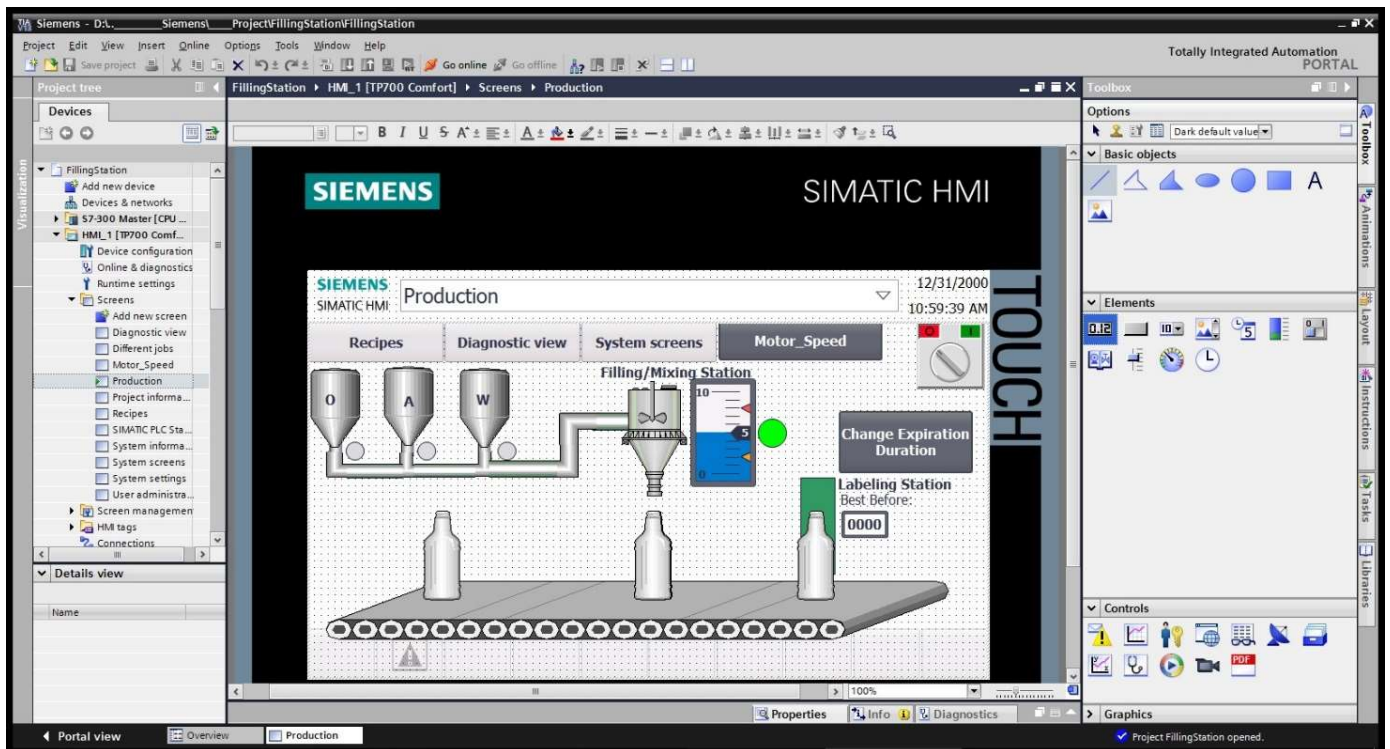 Siemens - D:\.________Siemens\____Project\FillingStation\FillingStation
Project Edit View Insert Online Options Tools Window Help
Totally Integrated Automation
PORTAL
Save project Go online Go offline
Project tree
FillingStation HMI_1 [TP700 Comfort] Screens Production
Toolbox
Devices
Options
B I U S A
Dark default value
Visualization
FillingStation
Add new device
Devices & networks
S7-300 Master [CPU ...
HMI_1 [TP700 Comf...
Device configuration
Online & diagnostics
Runtime settings
Screens
Add new screen
Diagnostic view
Different jobs
Motor_Speed
Production
Project informa...
Recipes
SIMATIC PLC Sta...
System informa...
System screens
System settings
User administra...
Screen managemen
HMI tags
Connections
Details view
Name
SIEMENS
SIMATIC HMI
TOUCH
SIEMENS
SIMATIC HMI
Production
12/31/2000
10:59:39 AM
Recipes Diagnostic view System screens Motor_Speed
O I
Filling/Mixing Station
O A W
10
5
0
Change Expiration
Duration
Labeling Station
Best Before:
0000
100%
Properties Info Diagnostics
Basic objects
A
Elements
0.12 10 5
Controls
PDF
Graphics
Toolbox
Animations
Layout
Instructions
Tasks
Libraries
Portal view Overview Production
Project FillingStation opened.